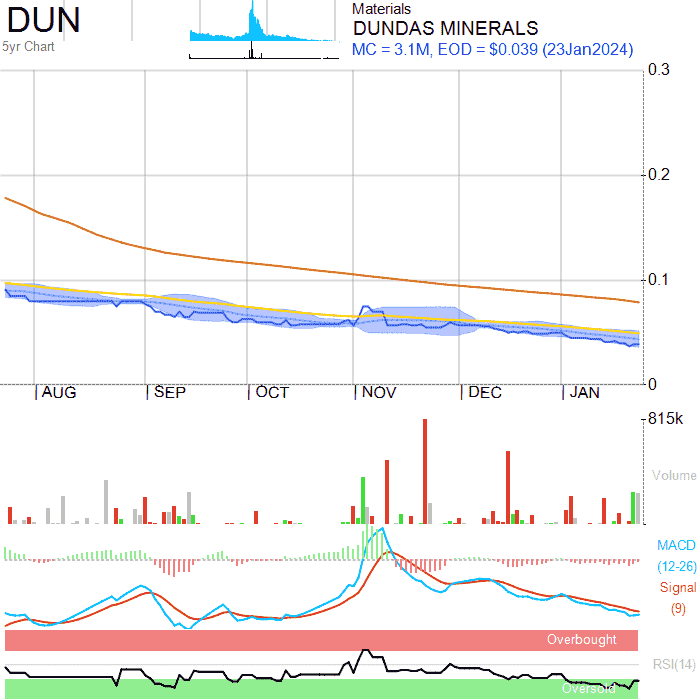 DUN
5yr Chart
Materials
DUNDAS MINERALS
MC = 3.1M, EOD = $0.039 (23Jan2024)
0.3
0.2
0.1
0
AUG SEP OCT NOV DEC JAN
815k
Volume
MACD
(12-26)
Signal
(9)
Overbought
RSI(14)
Oversold